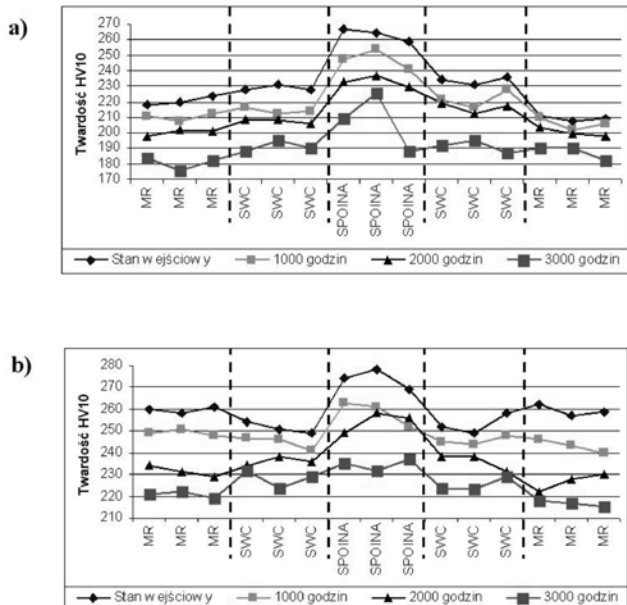 a)
Twardość HV10
270
260
250
240
230
220
210
200
190
180
170
MR MR MR SWC SWC SWC SPOINA SPOINA SPOINA SWC SWC SWC MR MR MR
Stan wejściowy 1000 godzin 2000 godzin 3000 godzin
b)
Twardość HV10
280
270
260
250
240
230
220
210
MR MR MR SWC SWC SWC SPOINA SPOINA SPOINA SWC SWC SWC MR MR MR
Stan wejściowy 1000 godzin 2000 godzin 3000 godzin